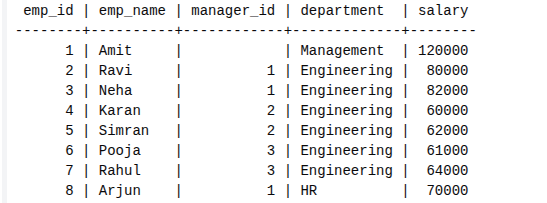 emp_id | emp_name | manager_id | department  | salary
--------+----------+------------+-------------+--------
      1 | Amit     |            | Management  | 120000
      2 | Ravi     |          1 | Engineering |  80000
      3 | Neha     |          1 | Engineering |  82000
      4 | Karan    |          2 | Engineering |  60000
      5 | Simran   |          2 | Engineering |  62000
      6 | Pooja    |          3 | Engineering |  61000
      7 | Rahul    |          3 | Engineering |  64000
      8 | Arjun    |          1 | HR          |  70000